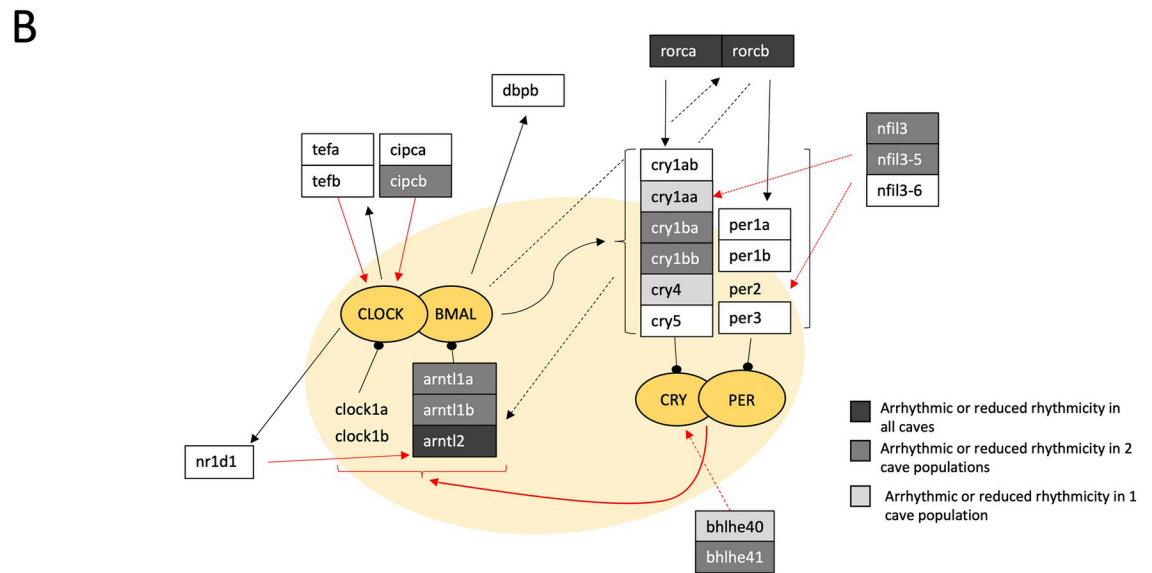 B
rorca rorcb
dbpb
nfil3
nfil3-5
nfil3-6
tefa cipca
tefb cipcb
cry1ab
cry1aa
cry1ba
cry1bb
cry4
cry5
per1a
per1b
per2
per3
CLOCK BMAL
arntl1a
arntl1b
arntl2
clock1a
clock1b
nr1d1
CRY PER
bhlhe40
bhlhe41
Arrhythmic or reduced rhythmicity in
all caves
Arrhythmic or reduced rhythmicity in 2
cave populations
Arrhythmic or reduced rhythmicity in 1
cave population